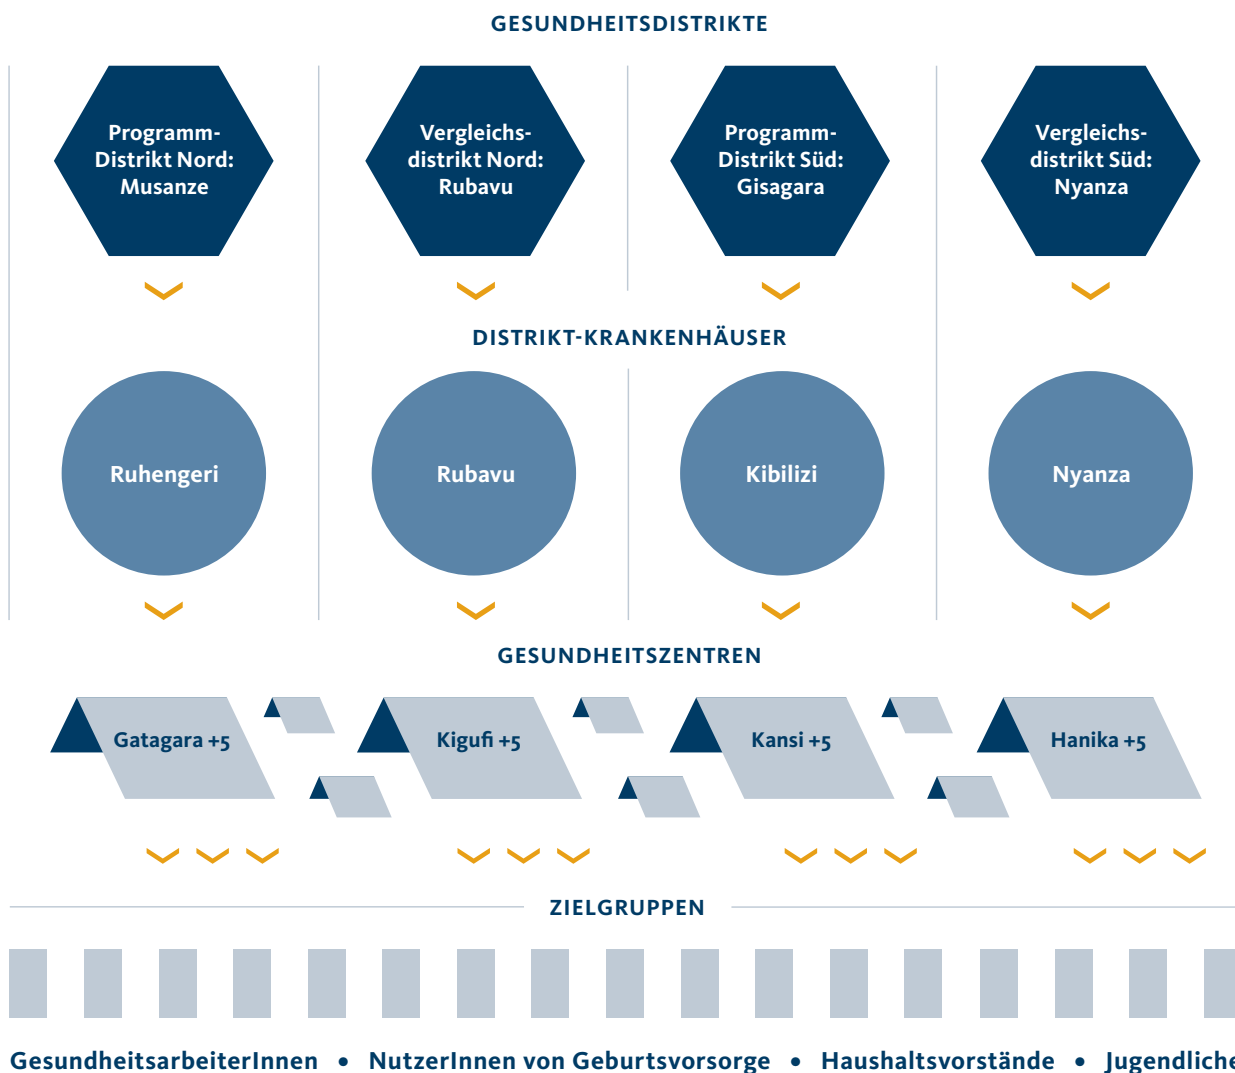 GESUNDHEITSDISTRIKTE
Programm-
Distrikt Nord:
Musanze
Vergleichs-
distrikt Nord:
Rubavu
Programm-
Distrikt Süd:
Gisagara
Vergleichs-
distrikt Süd:
Nyanza
DISTRIKT-KRANKENHÄUSER
Ruhengeri
Rubavu
Kibilizi
Nyanza
GESUNDHEITSZENTREN
Gatagara +5
Kigufi +5
Kansi +5
Hanika +5
ZIELGRUPPEN
GesundheitsarbeiterInnen • NutzerInnen von Geburtsvorsorge • Haushaltsvorstände • Jugendliche